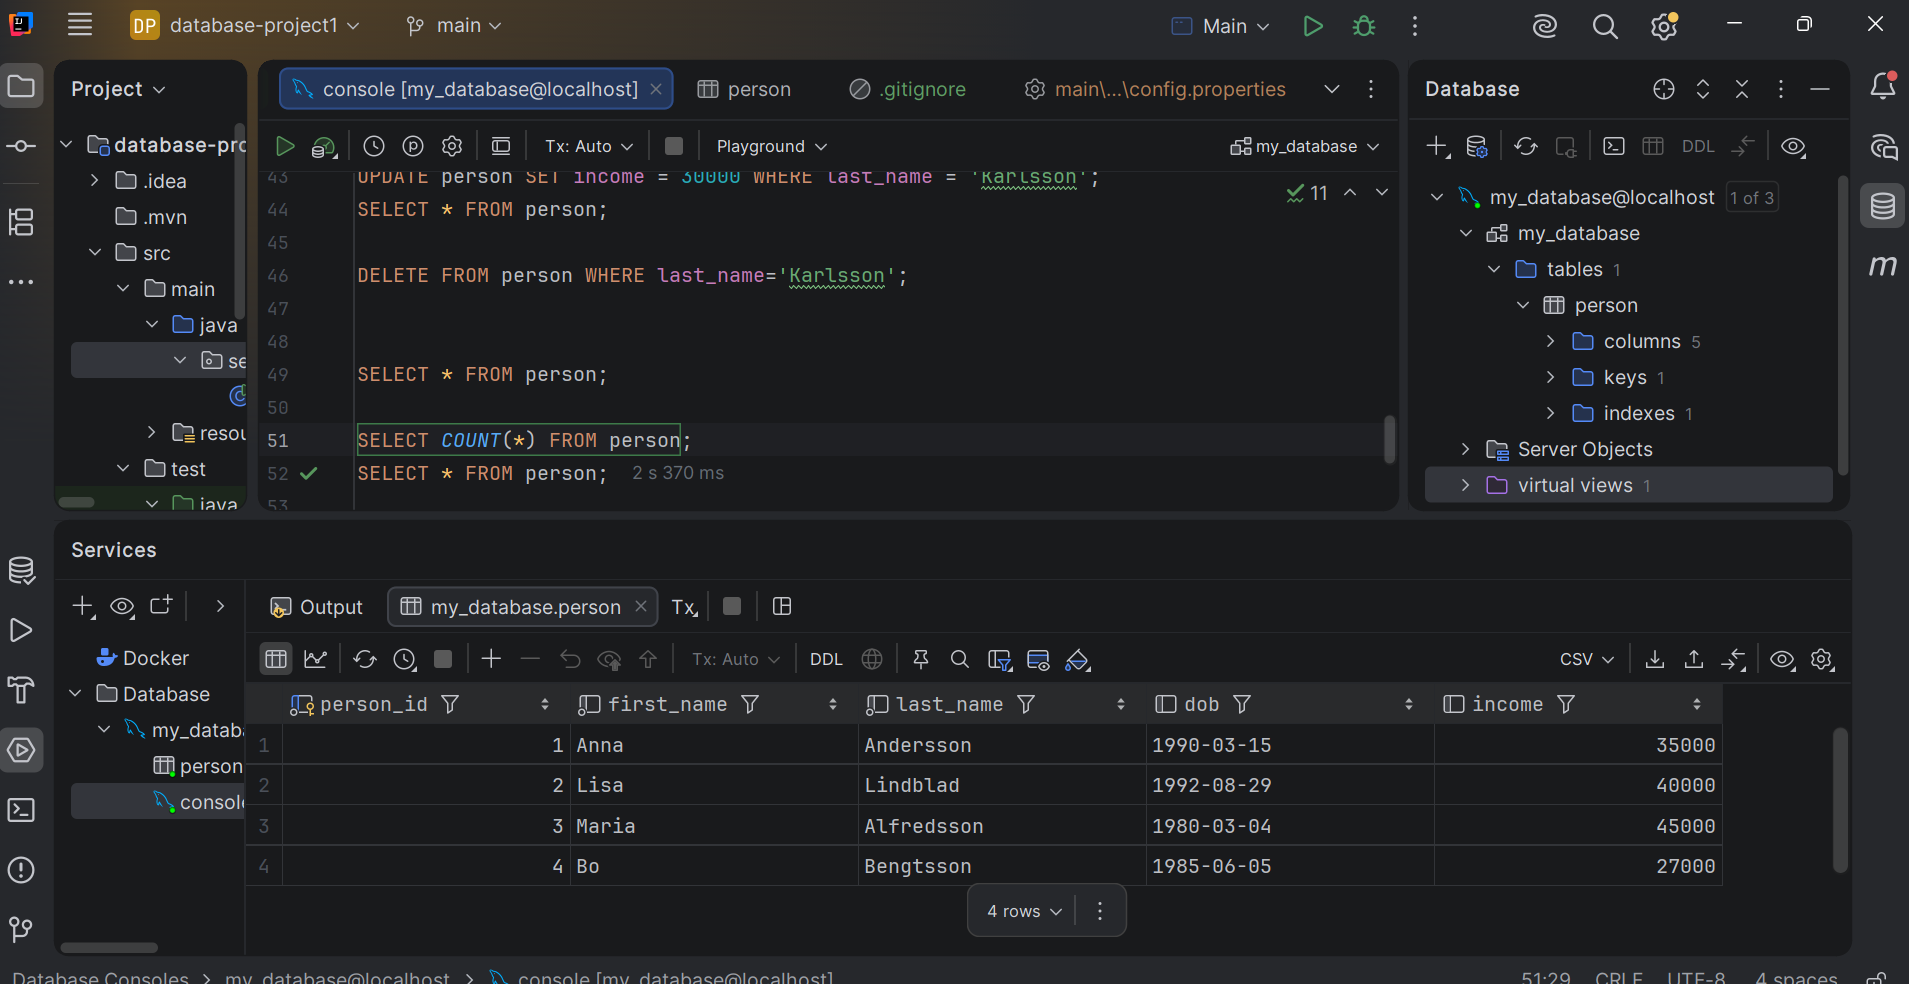 DP database-project1 main Main
Project
database-pro
.idea
.mvn
src
main
java
se
resou
test
java
console [my_database@localhost] person .gitignore main\...\config.properties
Tx: Auto Playground my_database
11
43 UPDATE person SET income = 30000 WHERE last_name = 'Karlsson';
44 SELECT * FROM person;
45
46 DELETE FROM person WHERE last_name='Karlsson';
47
48
49 SELECT * FROM person;
50
51 SELECT COUNT(*) FROM person;
52 SELECT * FROM person; 2 s 370 ms
53
Database
DDL
my_database@localhost 1 of 3
my_database
tables 1
person
columns 5
keys 1
indexes 1
Server Objects
virtual views 1
m
Services
Docker
Database
my_datab
person
console
Output my_database.person Tx
Tx: Auto DDL CSV
person_id first_name last_name dob income
1 1 Anna Andersson 1990-03-15 35000
2 2 Lisa Lindblad 1992-08-29 40000
3 3 Maria Alfredsson 1980-03-04 45000
4 4 Bo Bengtsson 1985-06-05 27000
4 rows
Database Consoles > my_database@localhost > console [my_database@localhost] 51:29 CRLF UTF-8 4 spaces